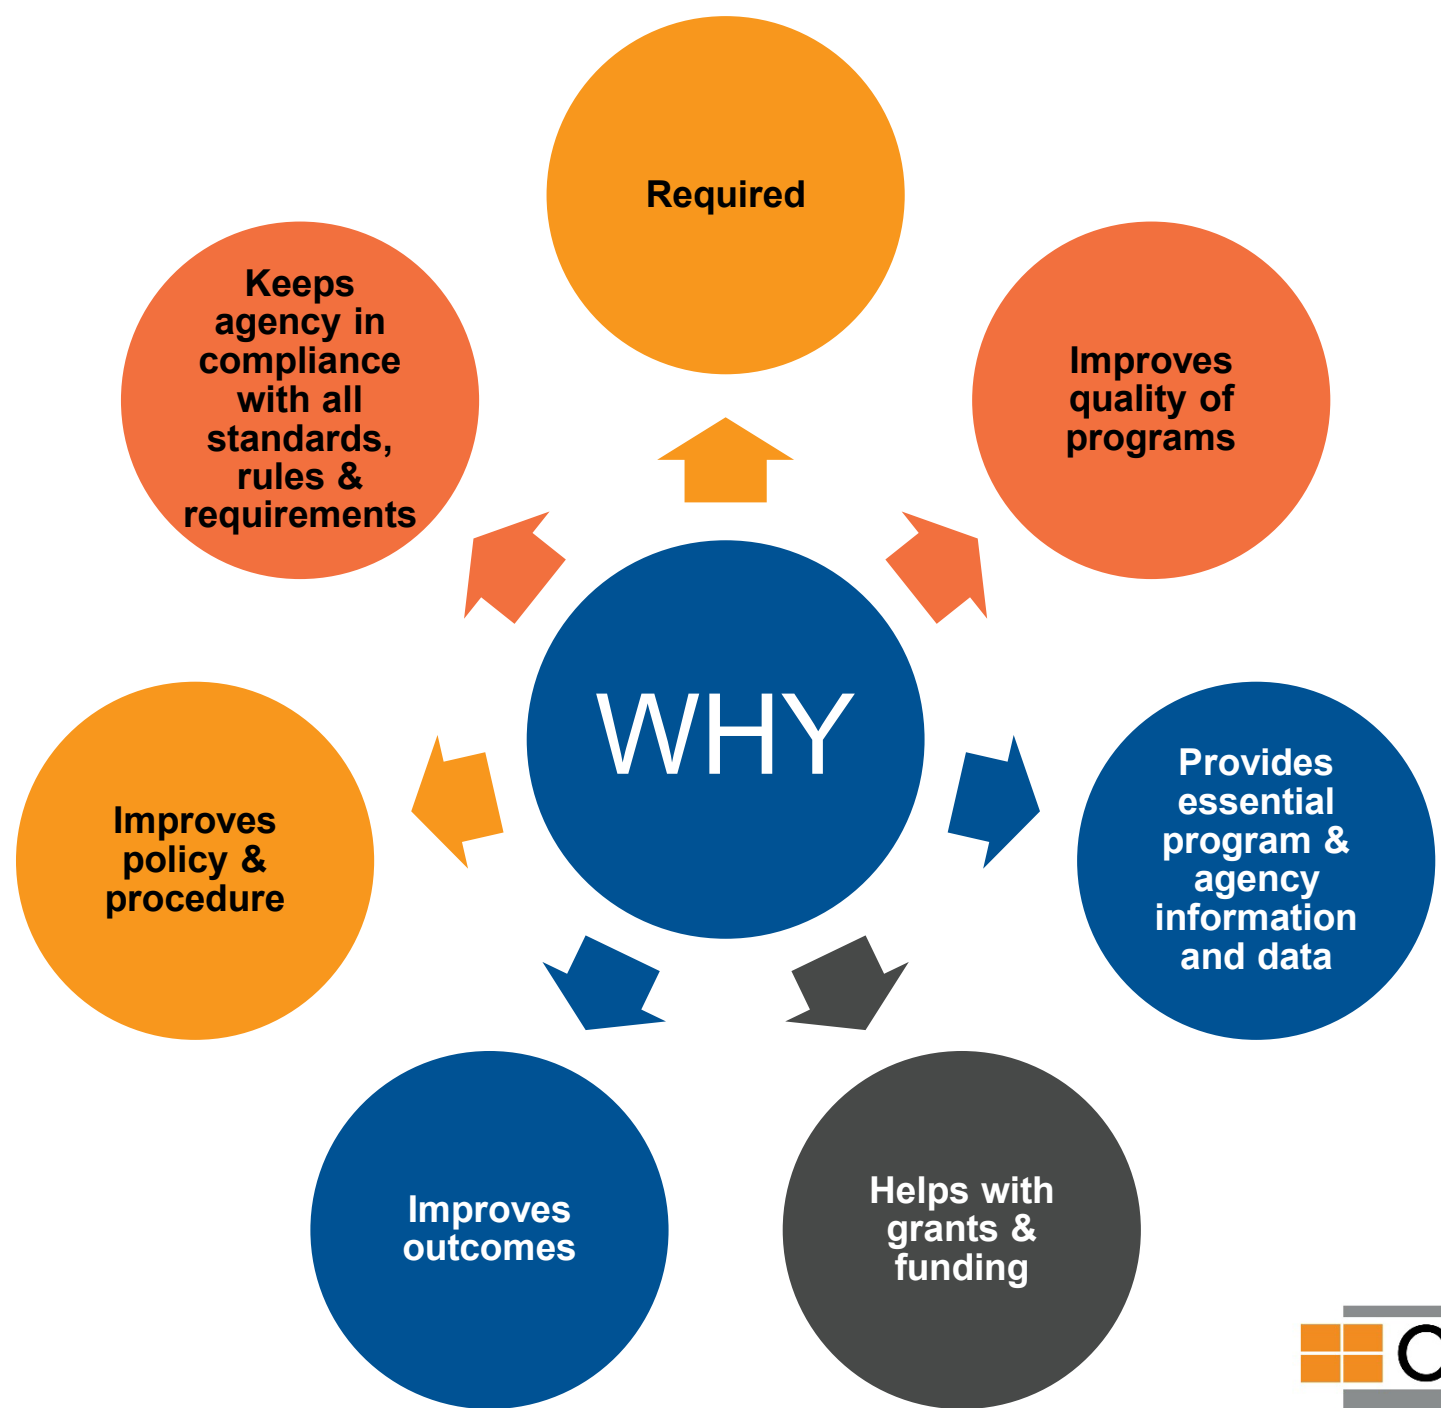 Required
Improves
quality of
programs
Provides
essential
program &
agency
information
and data
Helps with
grants &
funding
Improves
outcomes
Improves
policy &
procedure
Keeps
agency in
compliance
with all
standards,
rules &
requirements
WHY